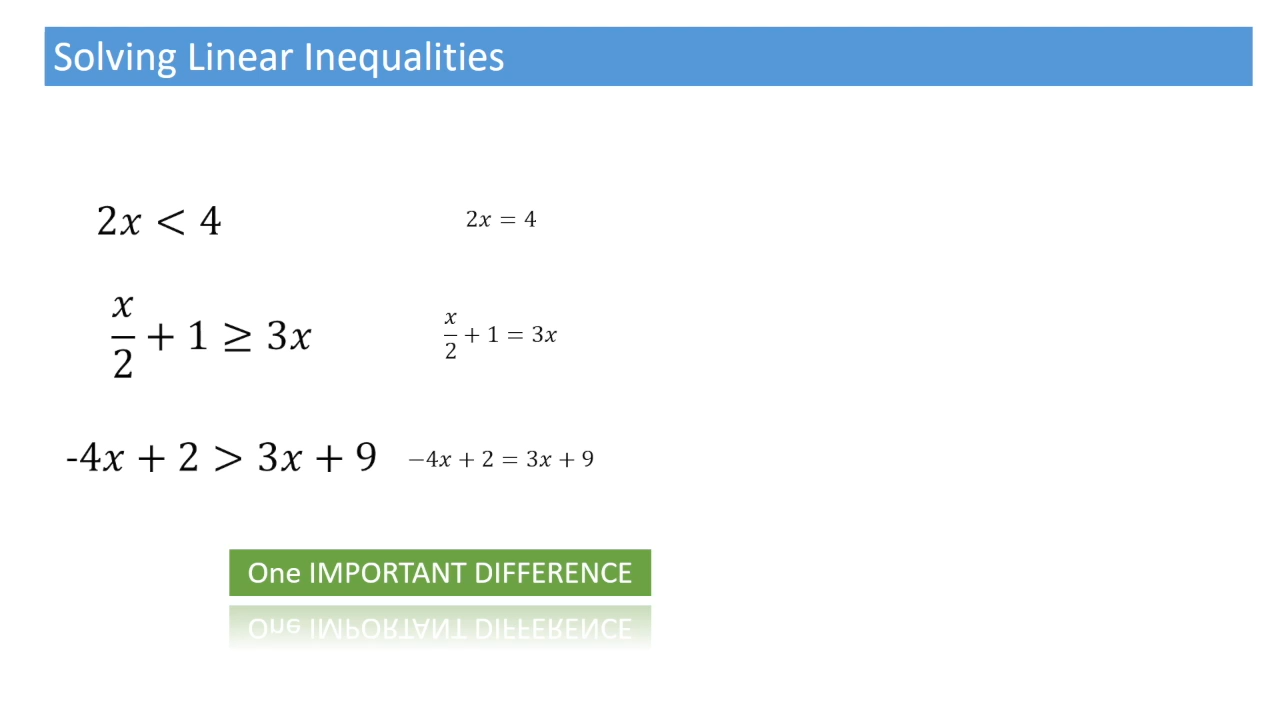 Solving Linear Inequalities
2x < 4
2x = 4
x/2 + 1 ≥ 3x
x/2 + 1 = 3x
-4x + 2 > 3x + 9
−4x + 2 = 3x + 9
One IMPORTANT DIFFERENCE